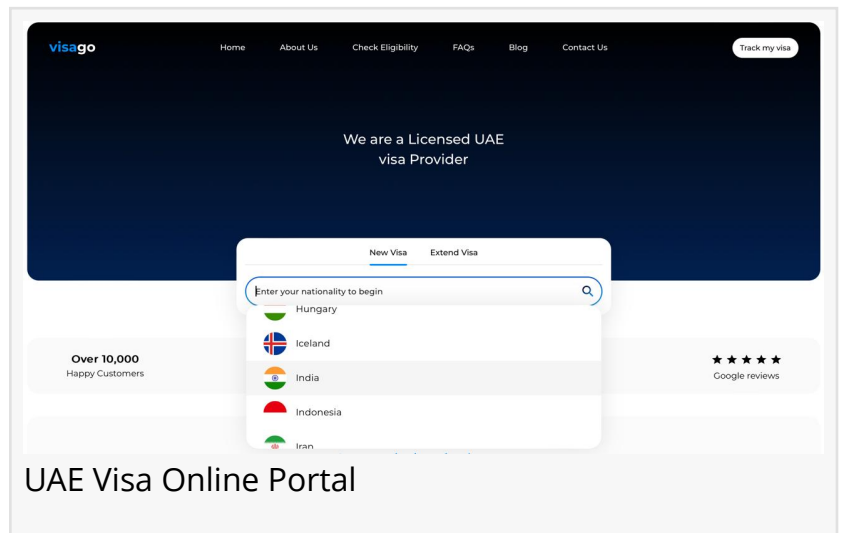 visago
Home About Us Check Eligibility FAQs Blog Contact Us Track my visa
We are a Licensed UAE
visa Provider
New Visa Extend Visa
Enter your nationality to begin
Hungary
Iceland
Over 10,000
Happy Customers
Google reviews
India
Indonesia
Iran
UAE Visa Online Portal